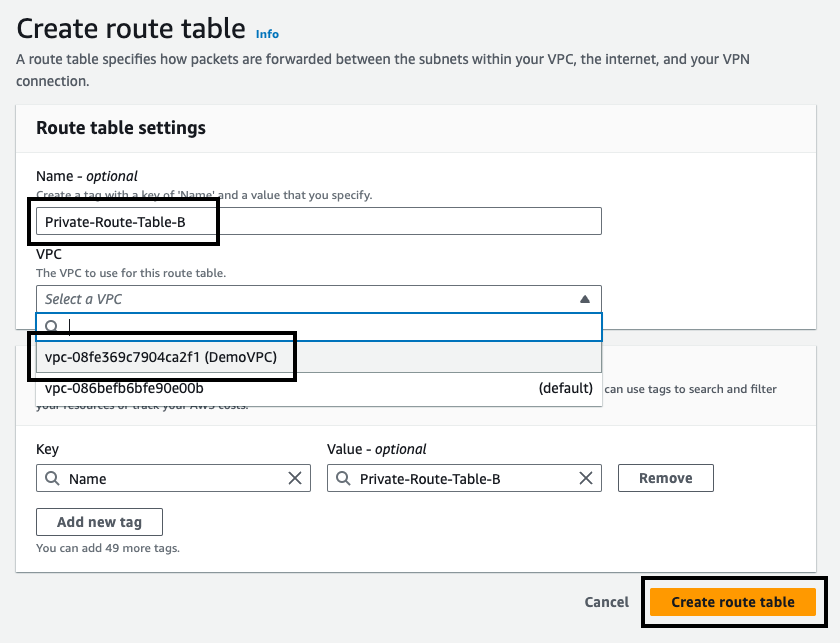 Create route table Info
A route table specifies how packets are forwarded between the subnets within your VPC, the internet, and your VPN
connection.
Route table settings
Name - optional
Create a tag with a key of 'Name' and a value that you specify.
Private-Route-Table-B
VPC
The VPC to use for this route table.
Select a VPC
vpc-08fe369c7904ca2f1 (DemoVPC)
vpc-086befb6bfe90e00b (default) can use tags to search and filter
your resources or track your AWS costs.
Key Value - optional
Name Private-Route-Table-B Remove
Add new tag
You can add 49 more tags.
Cancel Create route table